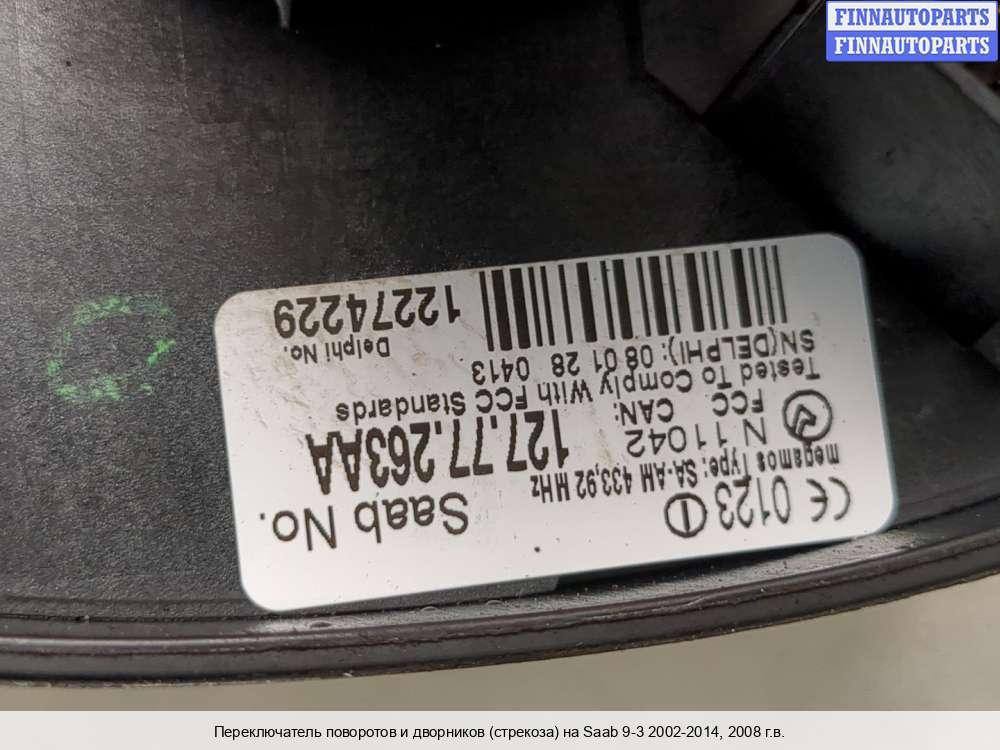 FINNAUTOPARTS
FINNAUTOPARTS
CE 0123
megamos Type: SA-AM 433,92 MHz
N 11042
FCC CAN:
Tested To Comply With FCC Standards
SN(DELPHI): 08 01 28 0413
Saab No.
127.77.263AA
Delphi No.
12274229
Переключатель поворотов и дворников (стрекоза) на Saab 9-3 2002-2014, 2008 г.в.